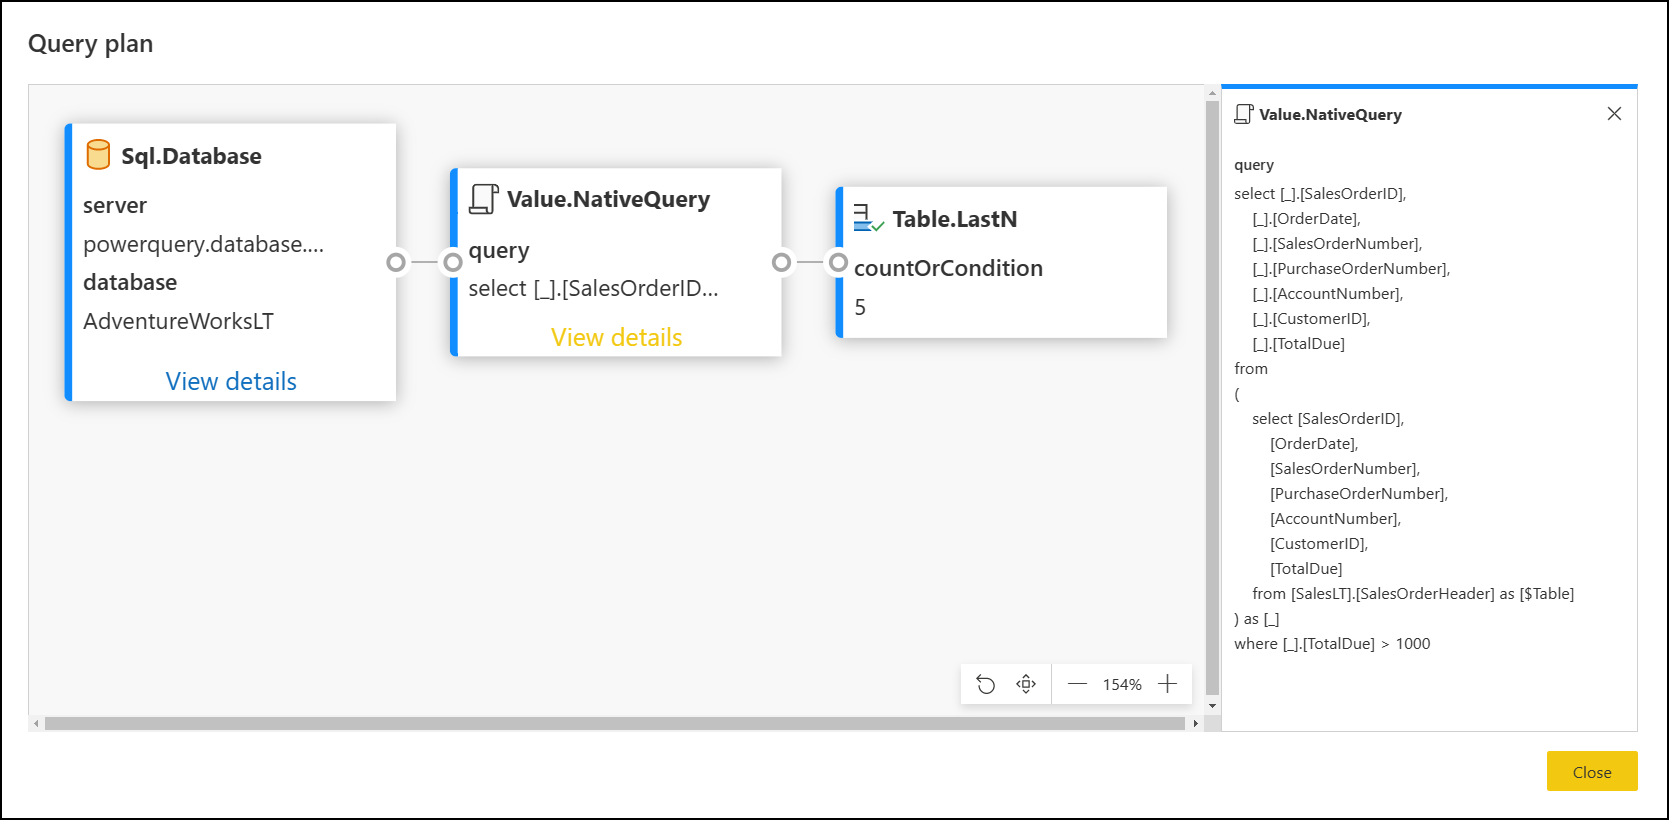 Query plan
Sql.Database
server
powerquery.database....
database
AdventureWorksLT
View details
Value.NativeQuery
query
select [_].[SalesOrderID...
View details
Table.LastN
countOrCondition
5
154%
Value.NativeQuery
query
select [_].[SalesOrderID],
[_].[OrderDate],
[_].[SalesOrderNumber],
[_].[PurchaseOrderNumber],
[_].[AccountNumber],
[_].[CustomerID],
[_].[TotalDue]
from
(
select [SalesOrderID],
[OrderDate],
[SalesOrderNumber],
[PurchaseOrderNumber],
[AccountNumber],
[CustomerID],
[TotalDue]
from [SalesLT].[SalesOrderHeader] as [$Table]
) as [_]
where [_].[TotalDue] > 1000
Close